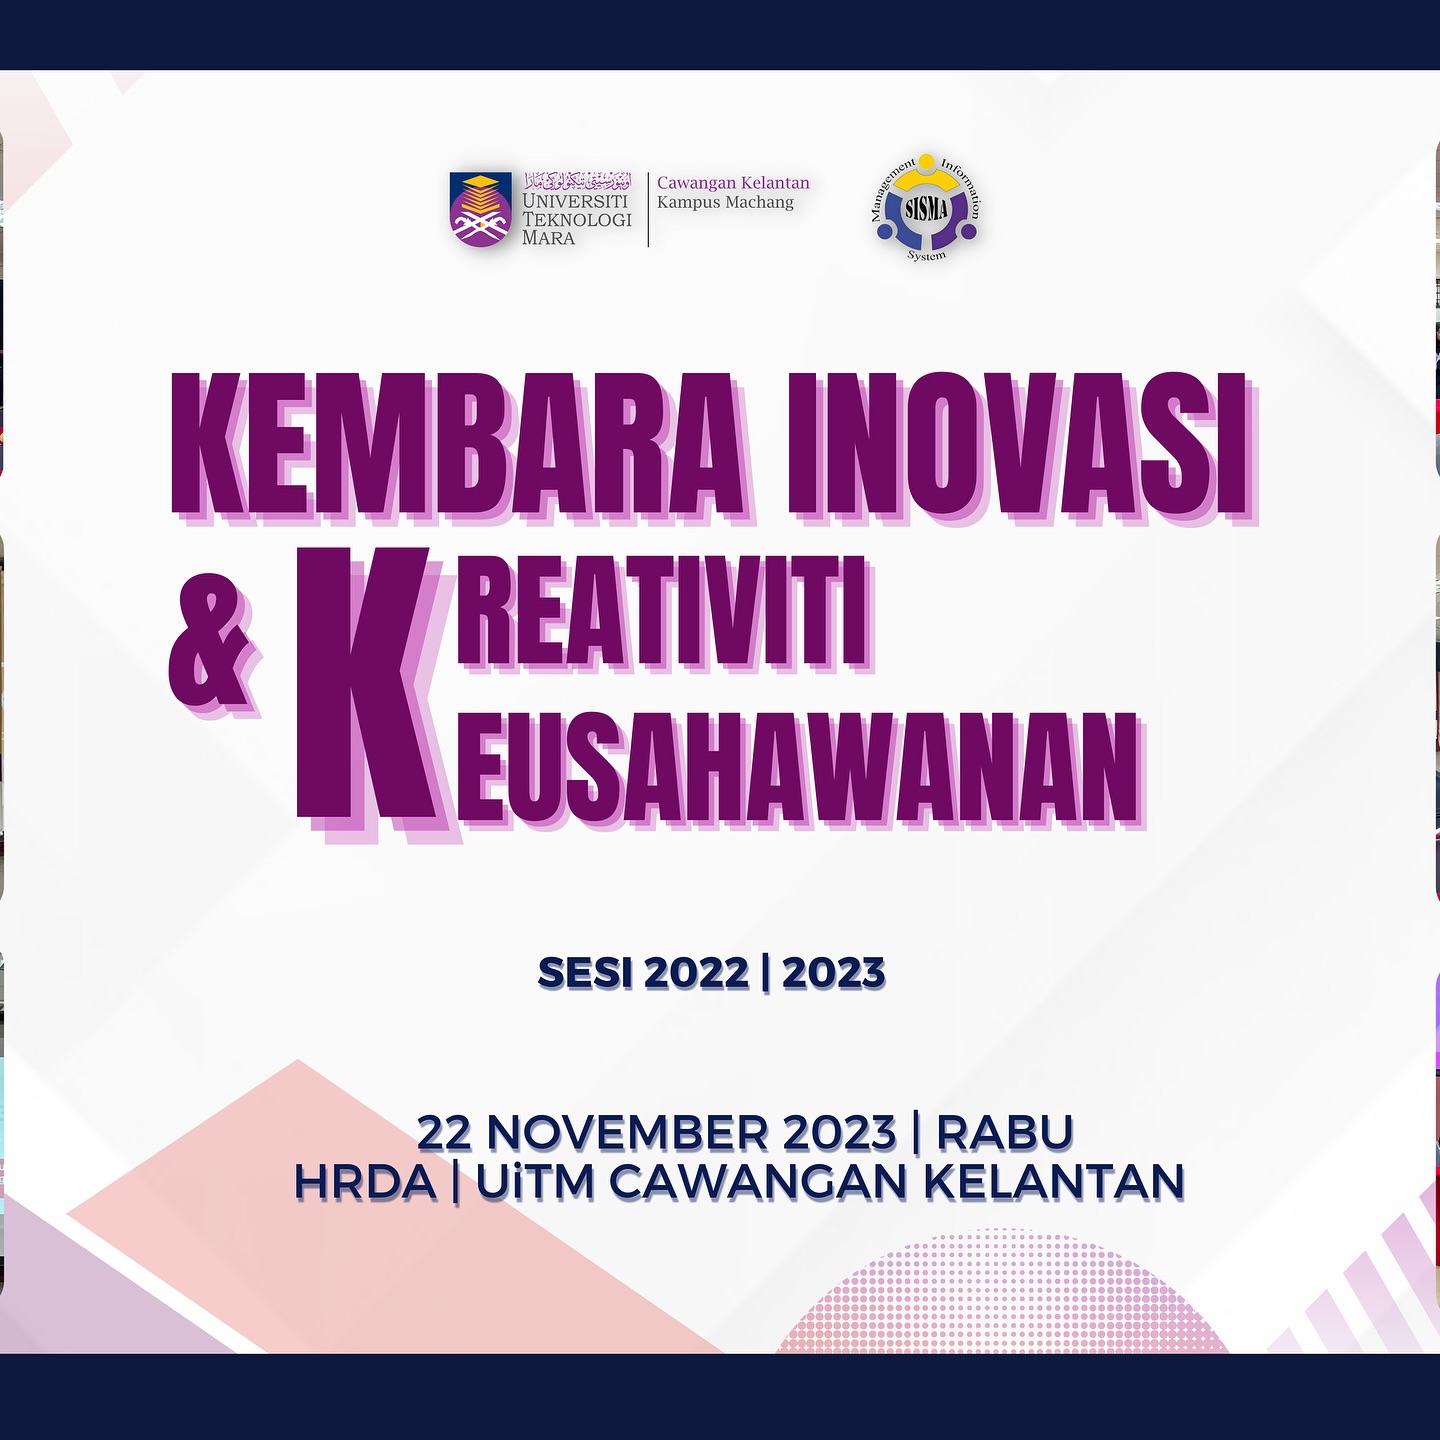 اونيۏرسيتي تيکنولوݢي مارا
UNIVERSITI
TEKNOLOGI
MARA
Cawangan Kelantan
Kampus Machang
Management Information System
SISMA
KEMBARA INOVASI
& KREATIVITI
KEUSAHAWANAN
SESI 2022 | 2023
22 NOVEMBER 2023 | RABU
HRDA | UiTM CAWANGAN KELANTAN